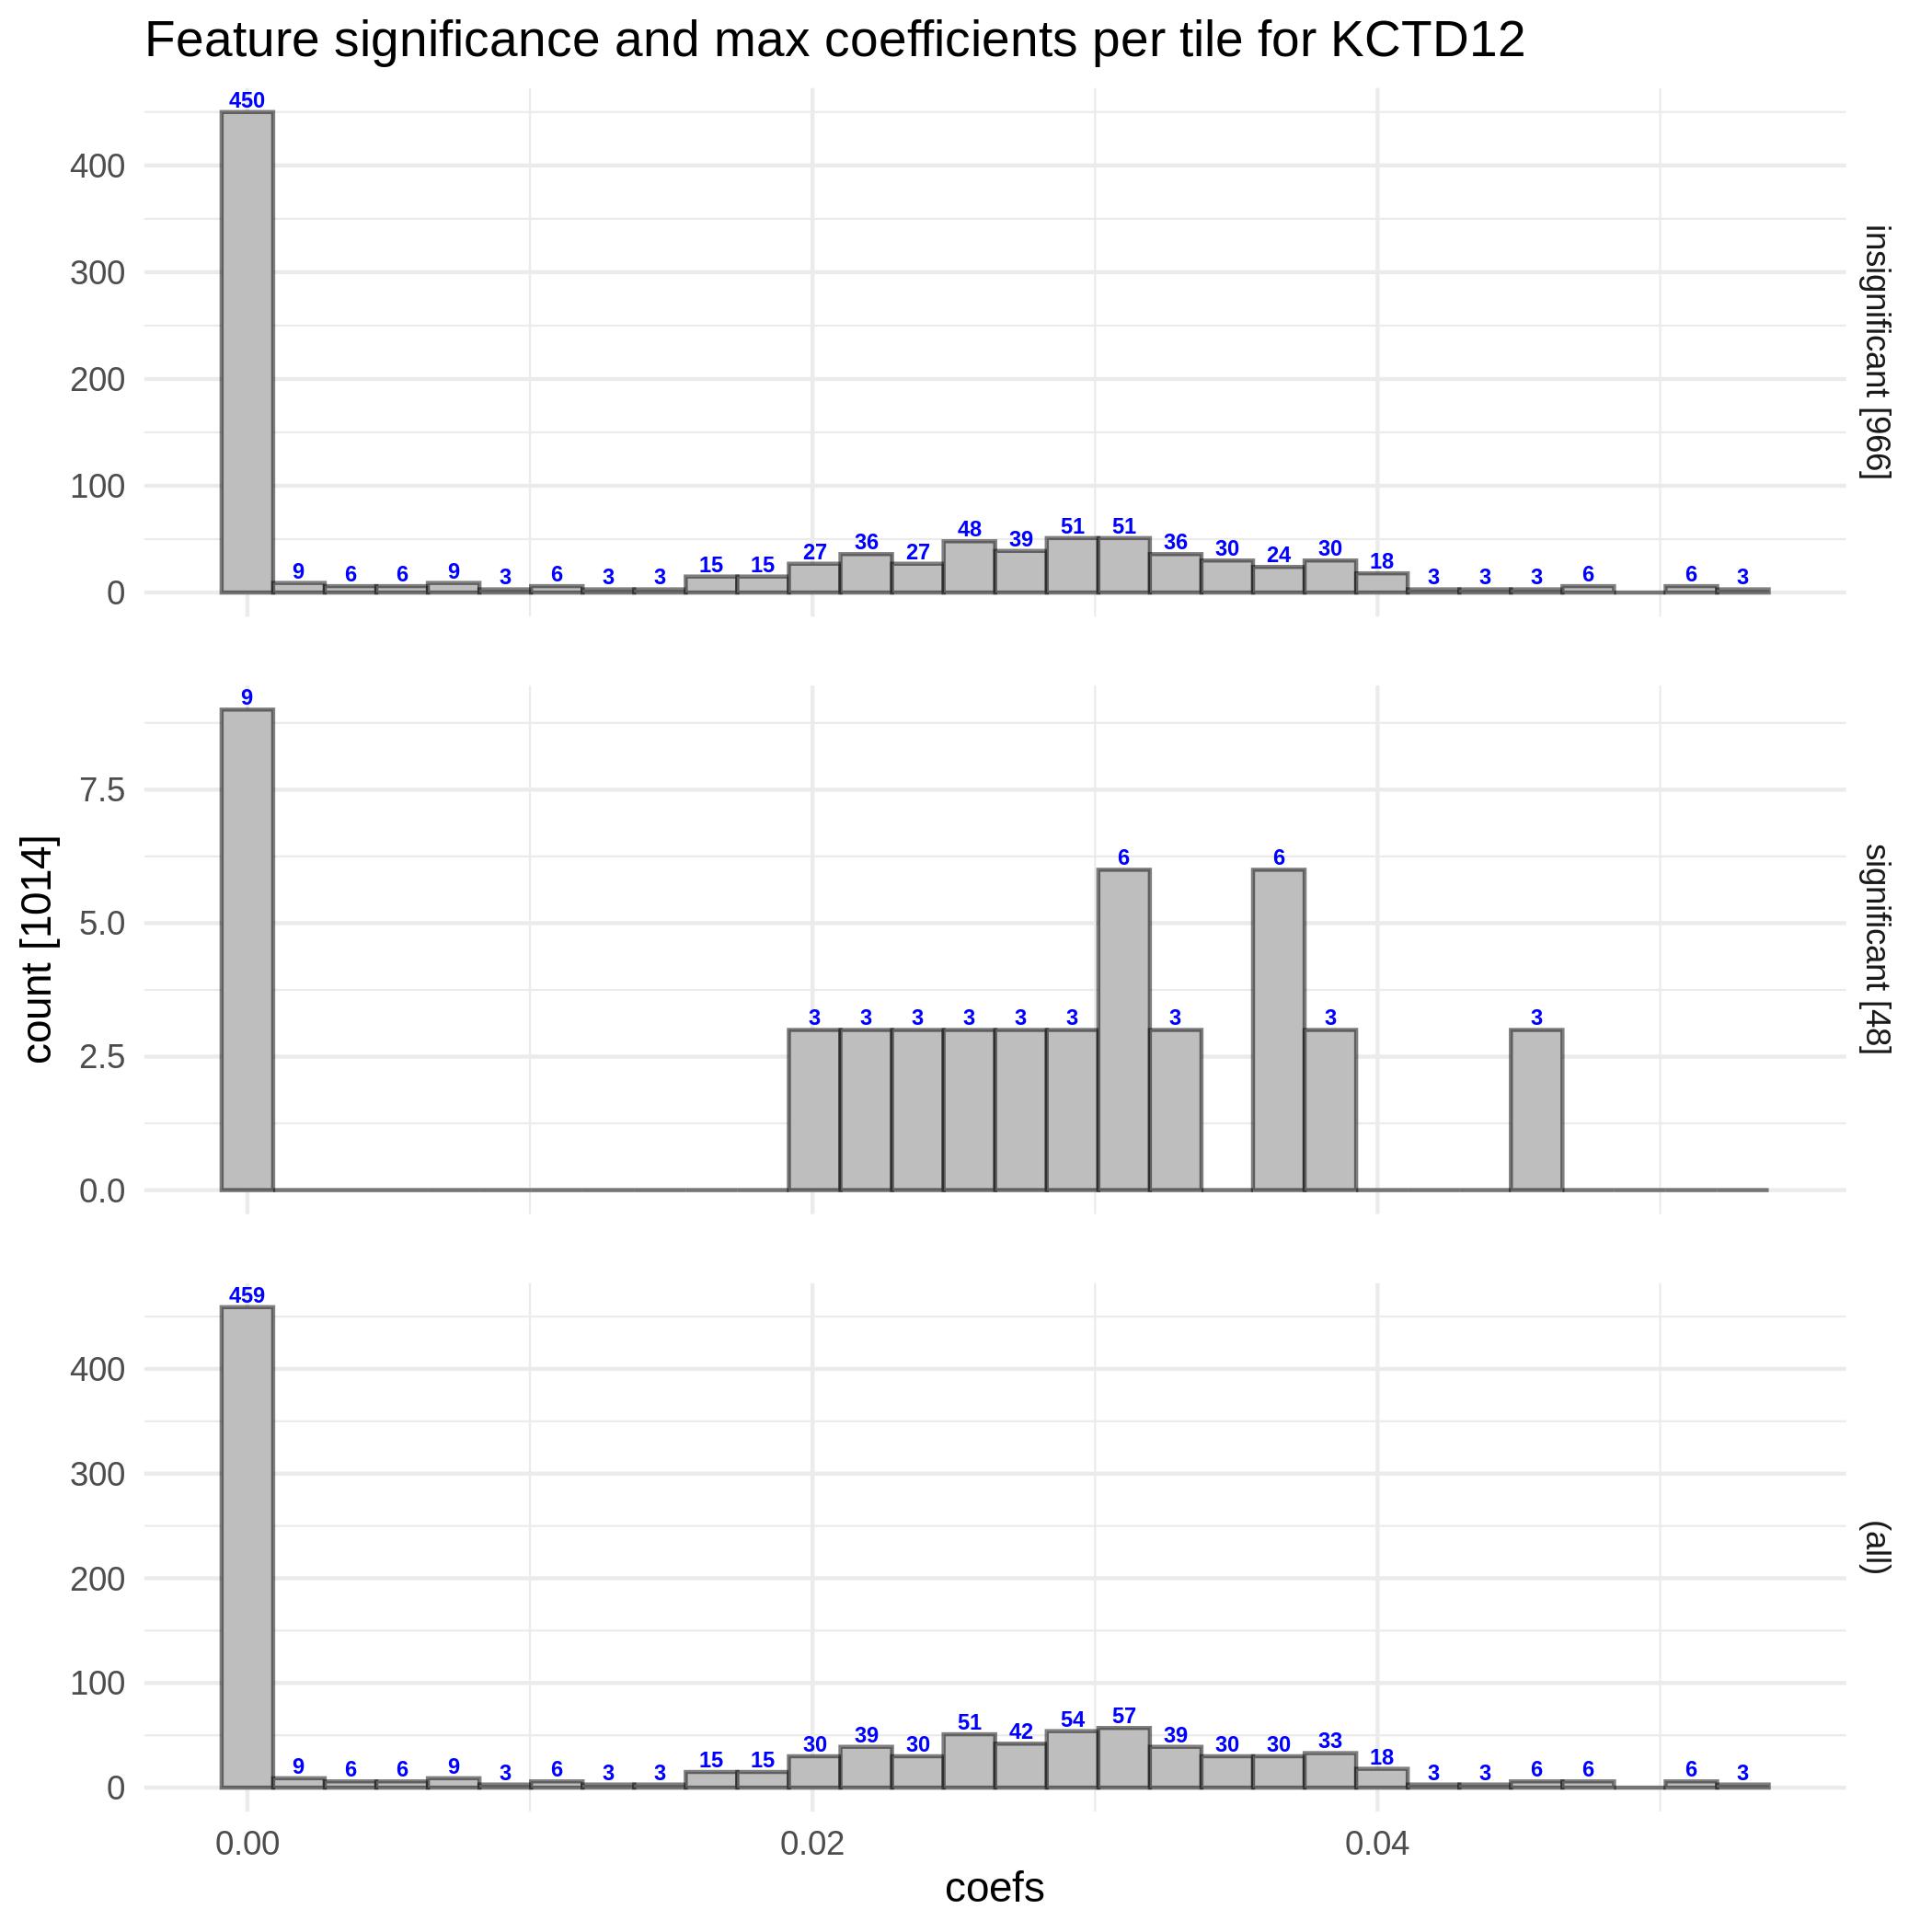 Feature significance and max coefficients per tile for KCTD12
450
400
300
200
100
0
9 6 6 9 3 6 3 3 15 15 27 36 27 48 39 51 51 36 30 24 30 18 3 3 3 6 6 3
insignificant [966]
9
7.5
5.0
2.5
0.0
3 3 3 3 3 3 6 3 6 3 3
significant [48]
count [1014]
459
400
300
200
100
0
9 6 6 9 3 6 3 3 15 15 30 39 30 51 42 54 57 39 30 30 33 18 3 3 6 6 6 3
(all)
0.00 0.02 0.04
coefs